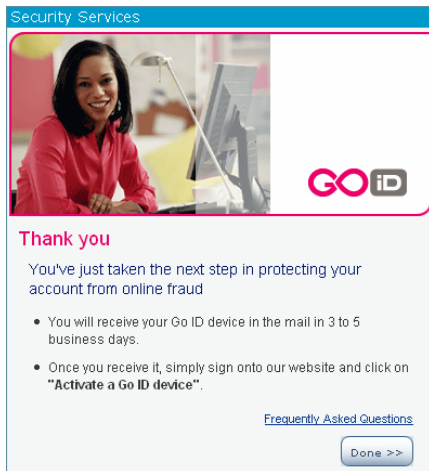 Security Services
GO iD
Thank you
You've just taken the next step in protecting your
account from online fraud
• You will receive your Go ID device in the mail in 3 to 5
business days.
• Once you receive it, simply sign onto our website and click on
"Activate a Go ID device".
Frequently Asked Questions
Done >>